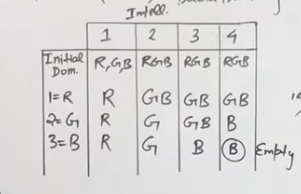 Intell.
1 2 3 4
Initial Dom. R,G,B RGB RGB RGB
1=R R GB GB GB
2=G R G GB B
3=B R G B B Empty